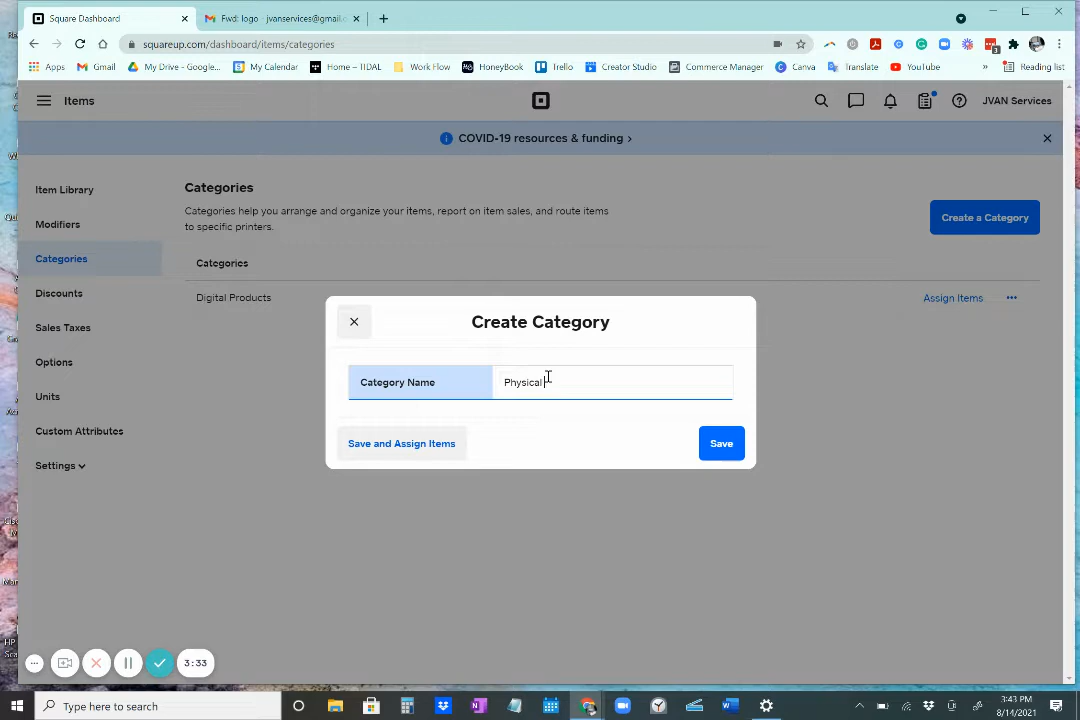 Square Dashboard
Fwd: logo - jvanservices@gmail.c
squareup.com/dashboard/items/categories
Apps
Gmail
My Drive - Google...
My Calendar
Home – TIDAL
Work Flow
HoneyBook
Trello
Creator Studio
Commerce Manager
Canva
Translate
YouTube
»
Reading list
Items
JVAN Services
COVID-19 resources & funding >
Item Library
Modifiers
Categories
Discounts
Sales Taxes
Options
Units
Custom Attributes
Settings
Categories
Categories help you arrange and organize your items, report on item sales, and route items
to specific printers.
Create a Category
Categories
Digital Products
Assign Items
Create Category
Category Name
Physical
Save and Assign Items
Save
3:33
Type here to search
3:43 PM
8/14/2021